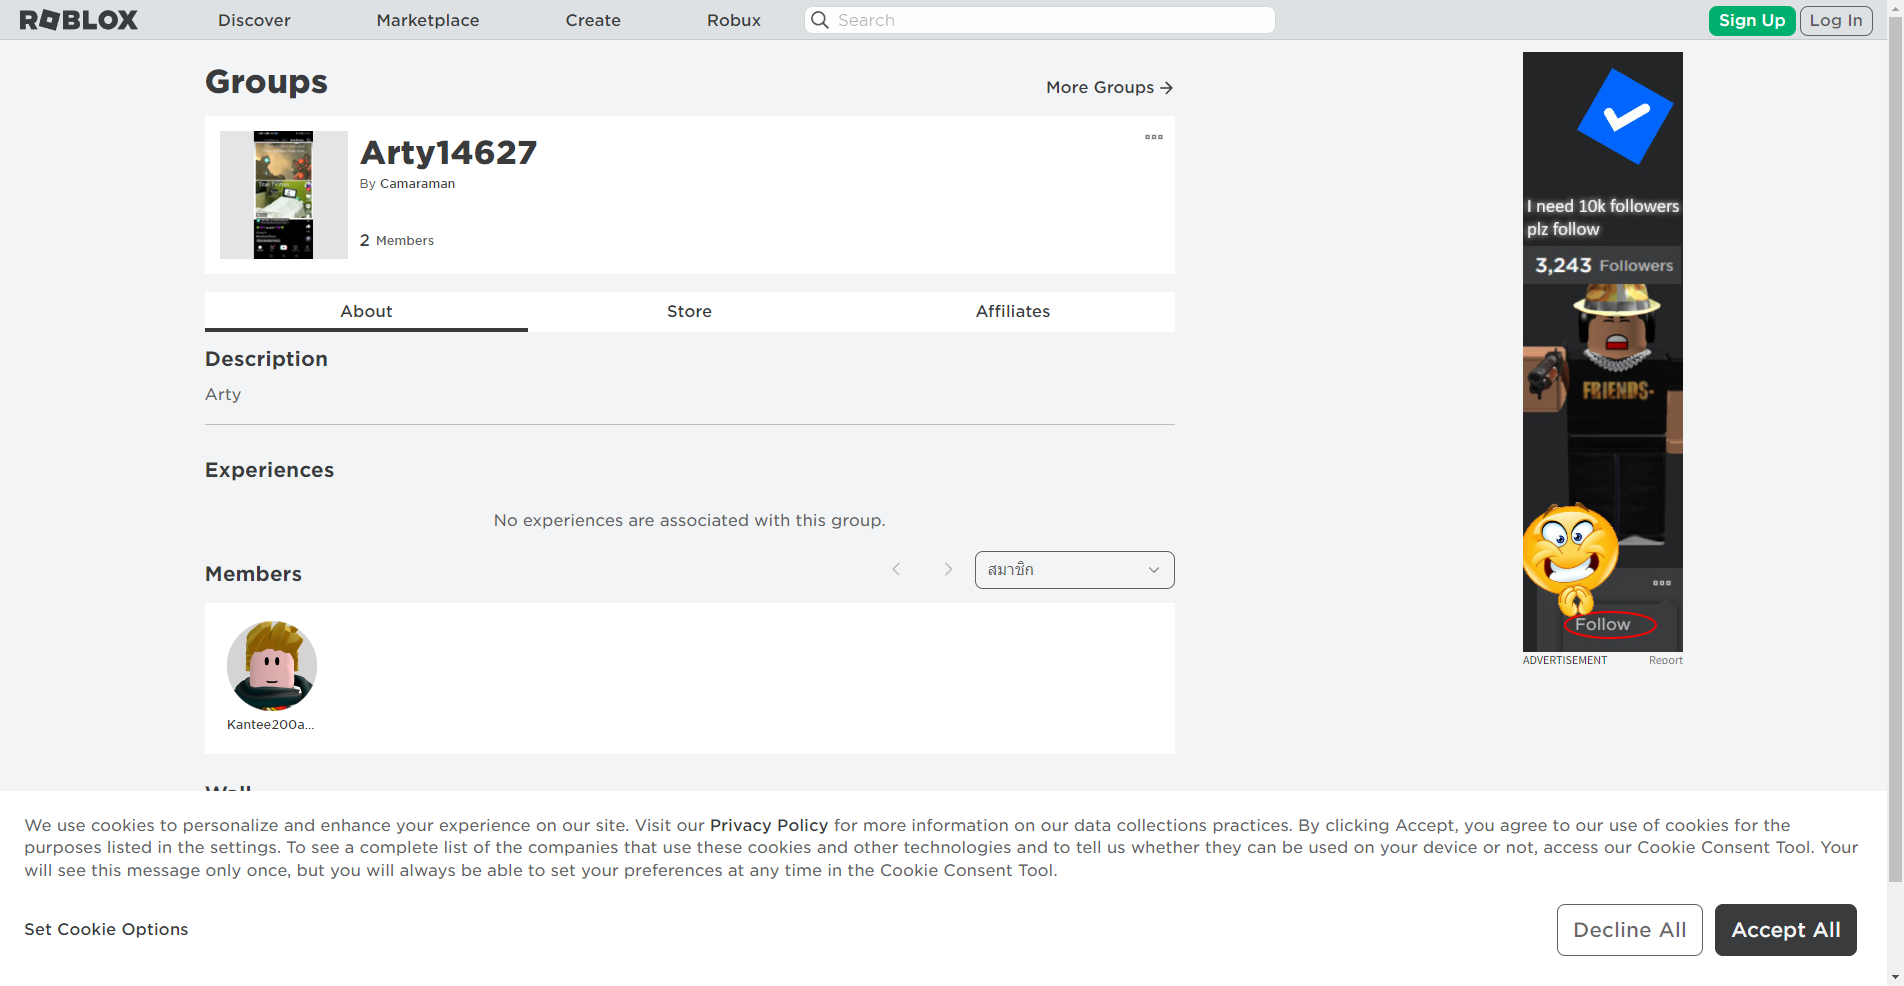 ROBLOX
Discover
Marketplace
Create
Robux
Search
Sign Up
Log In
Groups
More Groups →
Arty14627
By Camaraman
2 Members
About
Store
Affiliates
Description
Arty
Experiences
No experiences are associated with this group.
Members
สมาชิก
Kantee200a...
I need 10k followers
plz follow
3,243 Followers
FRIENDS-
Follow
ADVERTISEMENT
Report
We use cookies to personalize and enhance your experience on our site. Visit our Privacy Policy for more information on our data collections practices. By clicking Accept, you agree to our use of cookies for the
purposes listed in the settings. To see a complete list of the companies that use these cookies and other technologies and to tell us whether they can be used on your device or not, access our Cookie Consent Tool. Your
will see this message only once, but you will always be able to set your preferences at any time in the Cookie Consent Tool.
Set Cookie Options
Decline All
Accept All